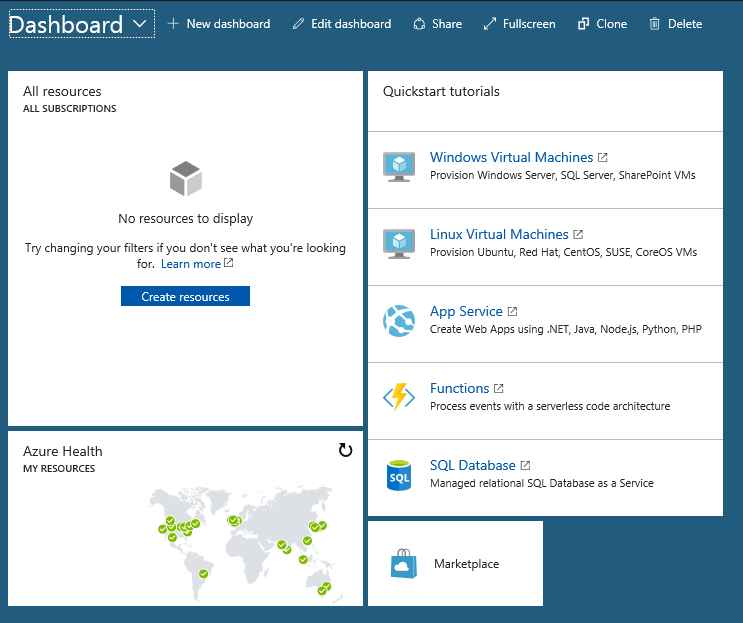 Dashboard
New dashboard
Edit dashboard
Share
Fullscreen
Clone
Delete
All resources
ALL SUBSCRIPTIONS
No resources to display
Try changing your filters if you don't see what you're looking
for. Learn more
Create resources
Azure Health
MY RESOURCES
Quickstart tutorials
Windows Virtual Machines
Provision Windows Server, SQL Server, SharePoint VMs
Linux Virtual Machines
Provision Ubuntu, Red Hat, CentOS, SUSE, CoreOS VMs
App Service
Create Web Apps using .NET, Java, Node.js, Python, PHP
Functions
Process events with a serverless code architecture
SQL
SQL Database
Managed relational SQL Database as a Service
Marketplace